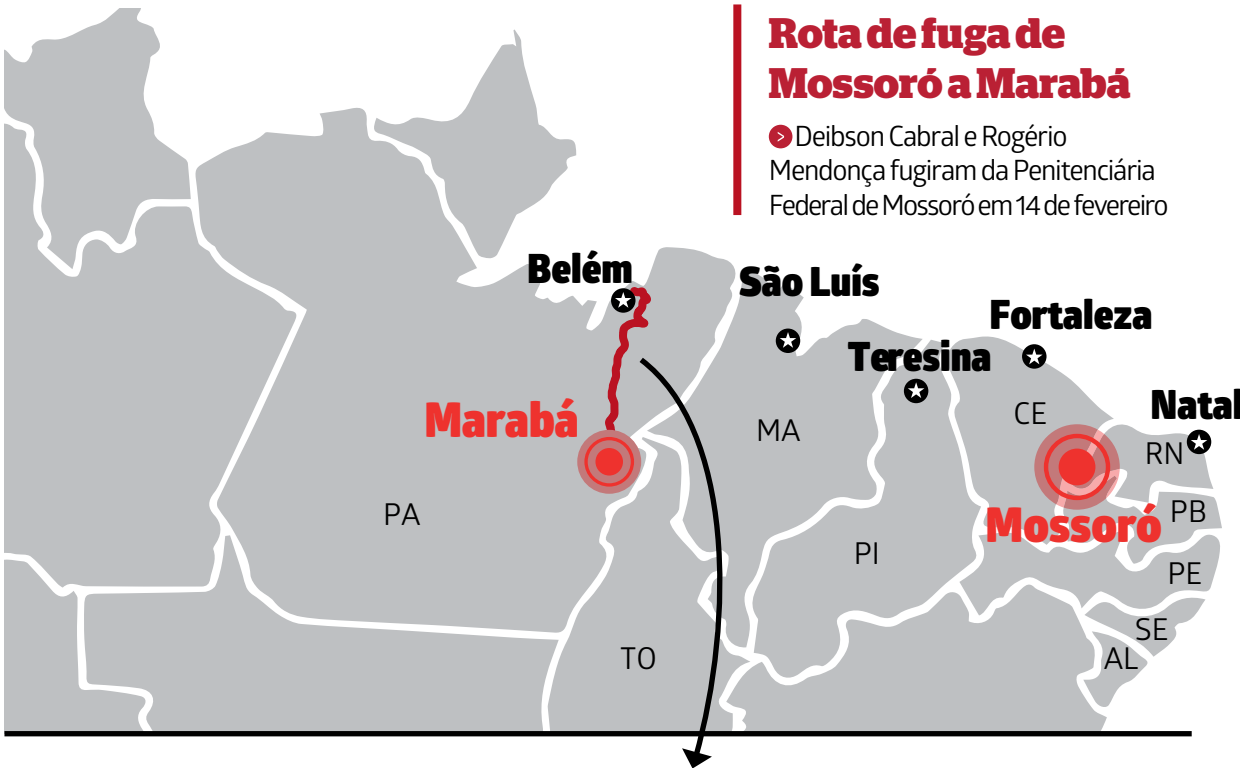 Rota de fuga de
Mossoró a Marabá
Deibson Cabral e Rogério
Mendonça fugiram da Penitenciária
Federal de Mossoró em 14 de fevereiro
Belém
São Luís
Fortaleza
Teresina
Natal
Marabá
CE
MA
RN
PA
Mossoró
PB
PI
PE
SE
TO
AL